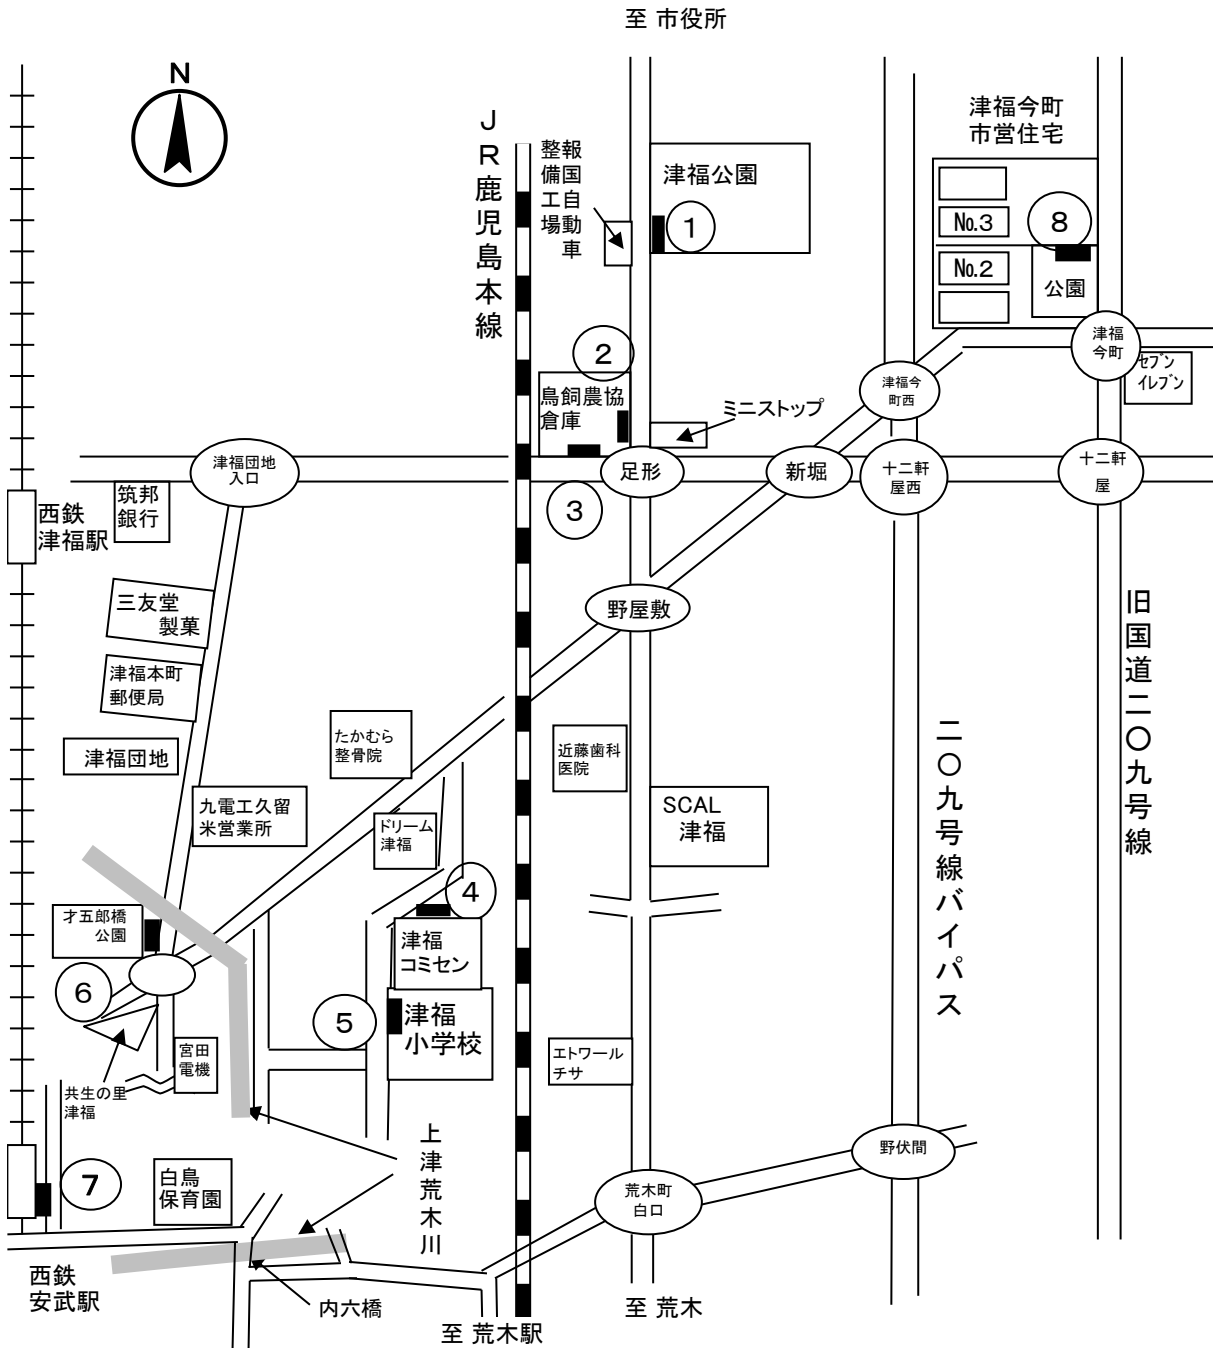 至 市役所
N
JR鹿児島本線
報国自動車
整備工場
津福公園
①
津福今町
市営住宅
No.3
⑧
No.2
公園
②
鳥飼農協
倉庫
ミニストップ
津福今
町西
津福
今町
セブン
イレブン
津福団地
入口
足形
新堀
十二軒
屋西
十二軒
屋
筑邦
銀行
西鉄
津福駅
③
三友堂
製菓
野屋敷
旧国道二〇九号線
津福本町
郵便局
津福団地
たかむら
整骨院
近藤歯科
医院
二〇九号線バイパス
九電工久留
米営業所
ドリーム
津福
SCAL
津福
④
才五郎橋
公園
津福
コミセン
⑥
⑤
津福
小学校
宮田
電機
エトワール
チサ
共生の里
津福
上津荒木川
野伏間
⑦
白鳥
保育園
荒木町
白口
西鉄
安武駅
内六橋
至 荒木駅
至 荒木